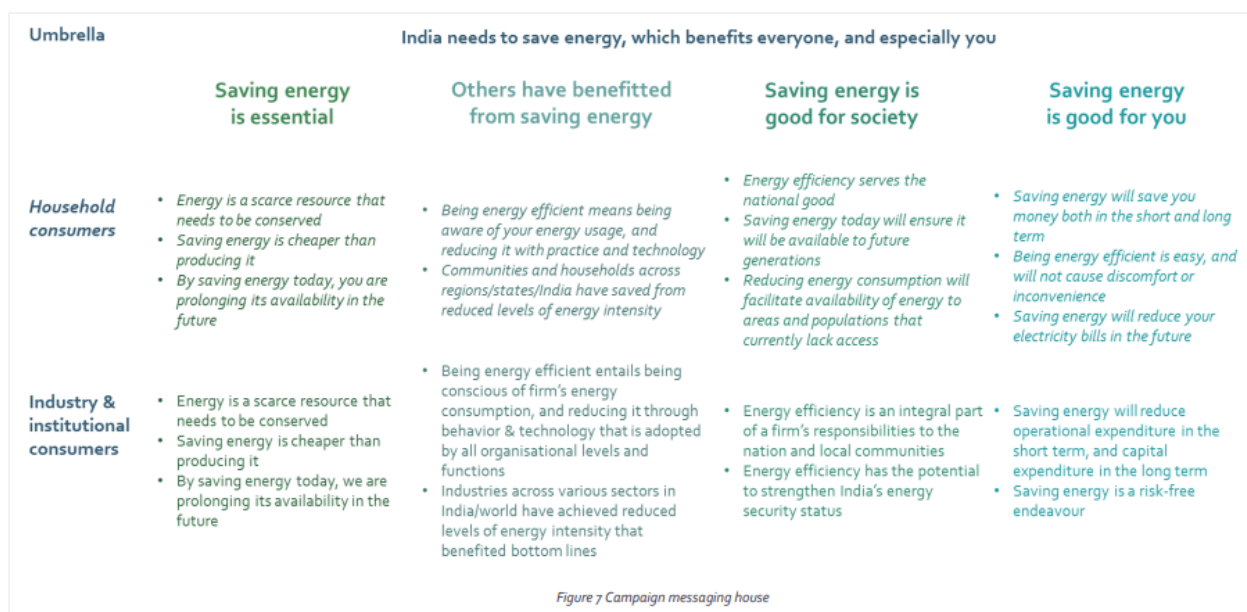 Umbrella
India needs to save energy, which benefits everyone, and especially you
Saving energy
is essential
Others have benefitted
from saving energy
Saving energy is
good for society
Saving energy
is good for you
Household
consumers
• Energy is a scarce resource that
needs to be conserved
• Saving energy is cheaper than
producing it
• By saving energy today, you are
prolonging its availability in the
future
• Being energy efficient means being
aware of your energy usage, and
reducing it with practice and technology
• Communities and households across
regions/states/India have saved from
reduced levels of energy intensity
• Energy efficiency serves the
national good
• Saving energy today will ensure it
will be available to future
generations
• Reducing energy consumption will
facilitate availability of energy to
areas and populations that
currently lack access
• Saving energy will save you
money both in the short and long
term
• Being energy efficient is easy, and
will not cause discomfort or
inconvenience
• Saving energy will reduce your
electricity bills in the future
Industry &
institutional
consumers
• Energy is a scarce resource that
needs to be conserved
• Saving energy is cheaper than
producing it
• By saving energy today, we are
prolonging its availability in the
future
• Being energy efficient entails being
conscious of firm's energy
consumption, and reducing it through
behavior & technology that is adopted
by all organisational levels and
functions
• Industries across various sectors in
India/world have achieved reduced
levels of energy intensity that
benefited bottom lines
• Energy efficiency is an integral part
of a firm's responsibilities to the
nation and local communities
• Energy efficiency has the potential
to strengthen India's energy
security status
• Saving energy will reduce
operational expenditure in the
short term, and capital
expenditure in the long term
• Saving energy is a risk-free
endeavour
Figure 7 Campaign messaging house